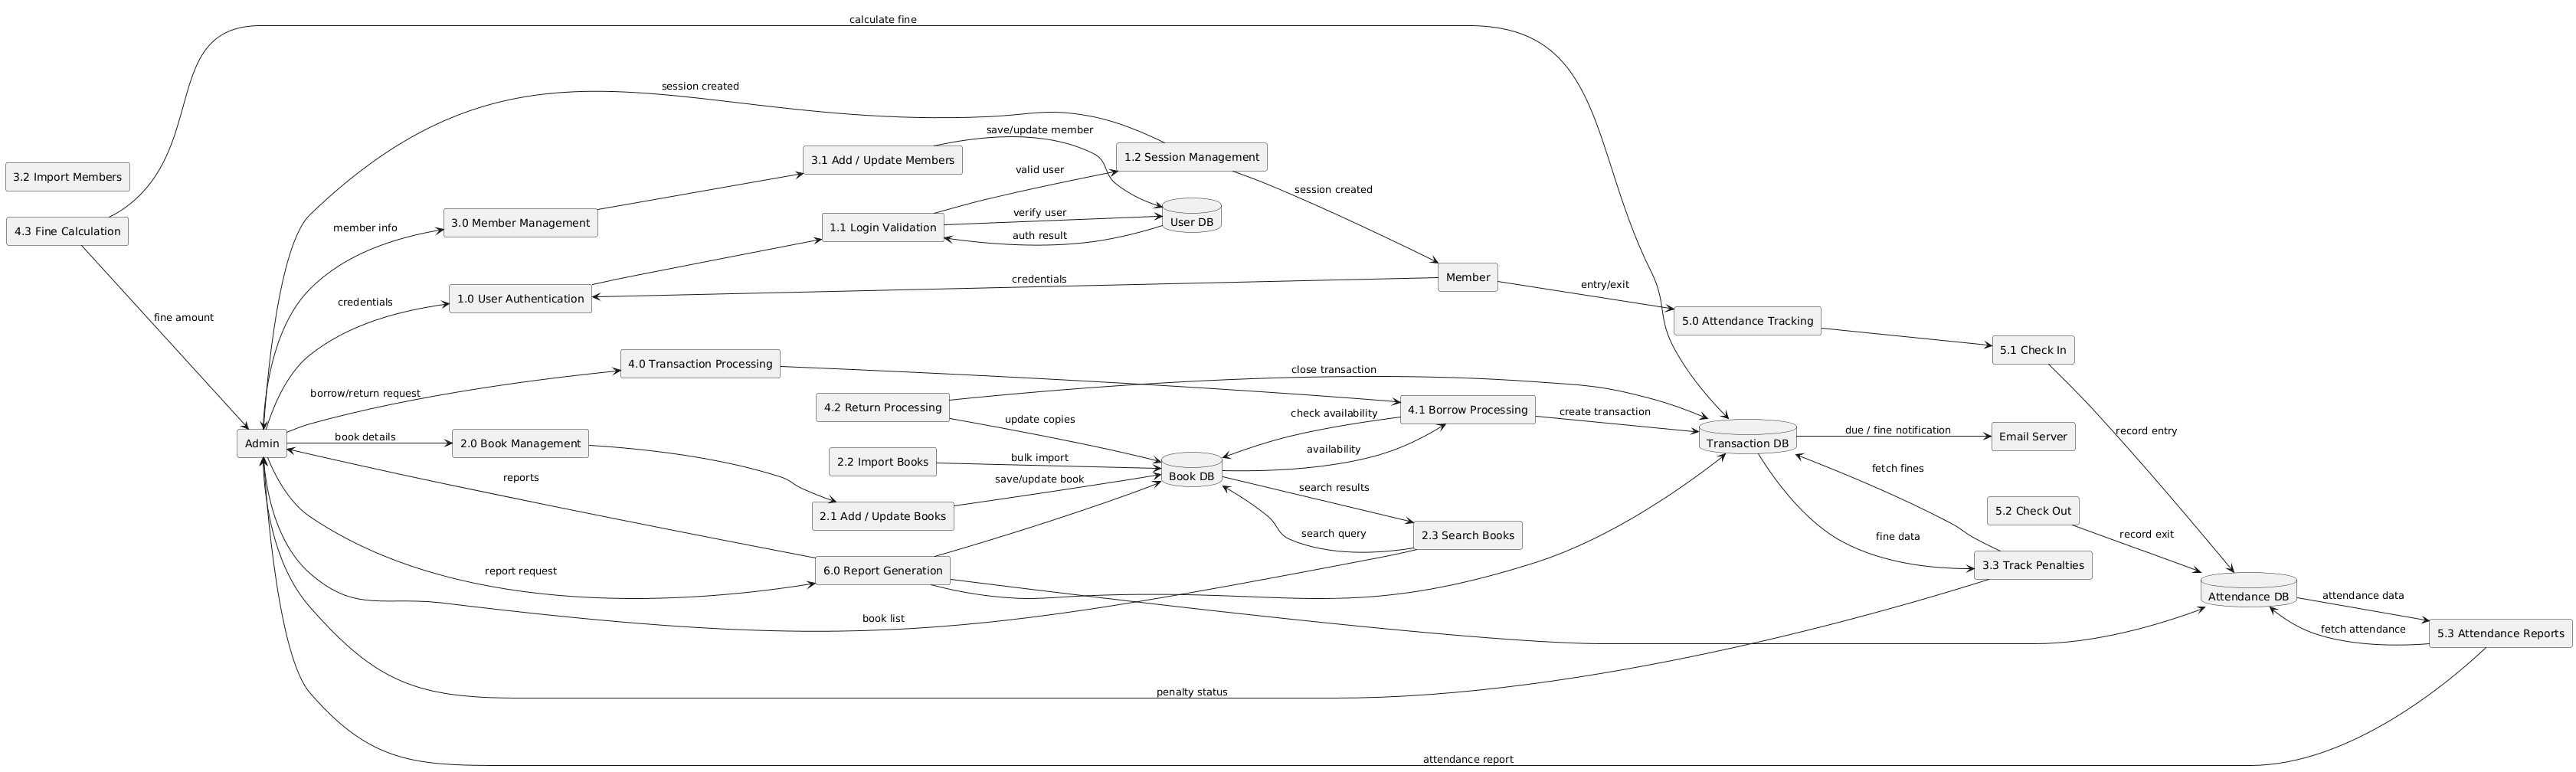 calculate fine
session created
save/update member
3.1 Add / Update Members
1.2 Session Management
valid user
3.2 Import Members
session created
4.3 Fine Calculation
member info
3.0 Member Management
1.1 Login Validation
verify user
User DB
auth result
credentials
Member
entry/exit
credentials
1.0 User Authentication
fine amount
5.0 Attendance Tracking
5.1 Check In
4.0 Transaction Processing
close transaction
borrow/return request
4.2 Return Processing
update copies
check availability
4.1 Borrow Processing
create transaction
record entry
Admin
book details
2.0 Book Management
Transaction DB
due / fine notification
Email Server
availability
2.2 Import Books
bulk import
Book DB
fetch fines
reports
save/update book
search results
2.1 Add / Update Books
5.2 Check Out
search query
2.3 Search Books
fine data
record exit
report request
6.0 Report Generation
3.3 Track Penalties
Attendance DB
attendance data
book list
fetch attendance
5.3 Attendance Reports
penalty status
attendance report